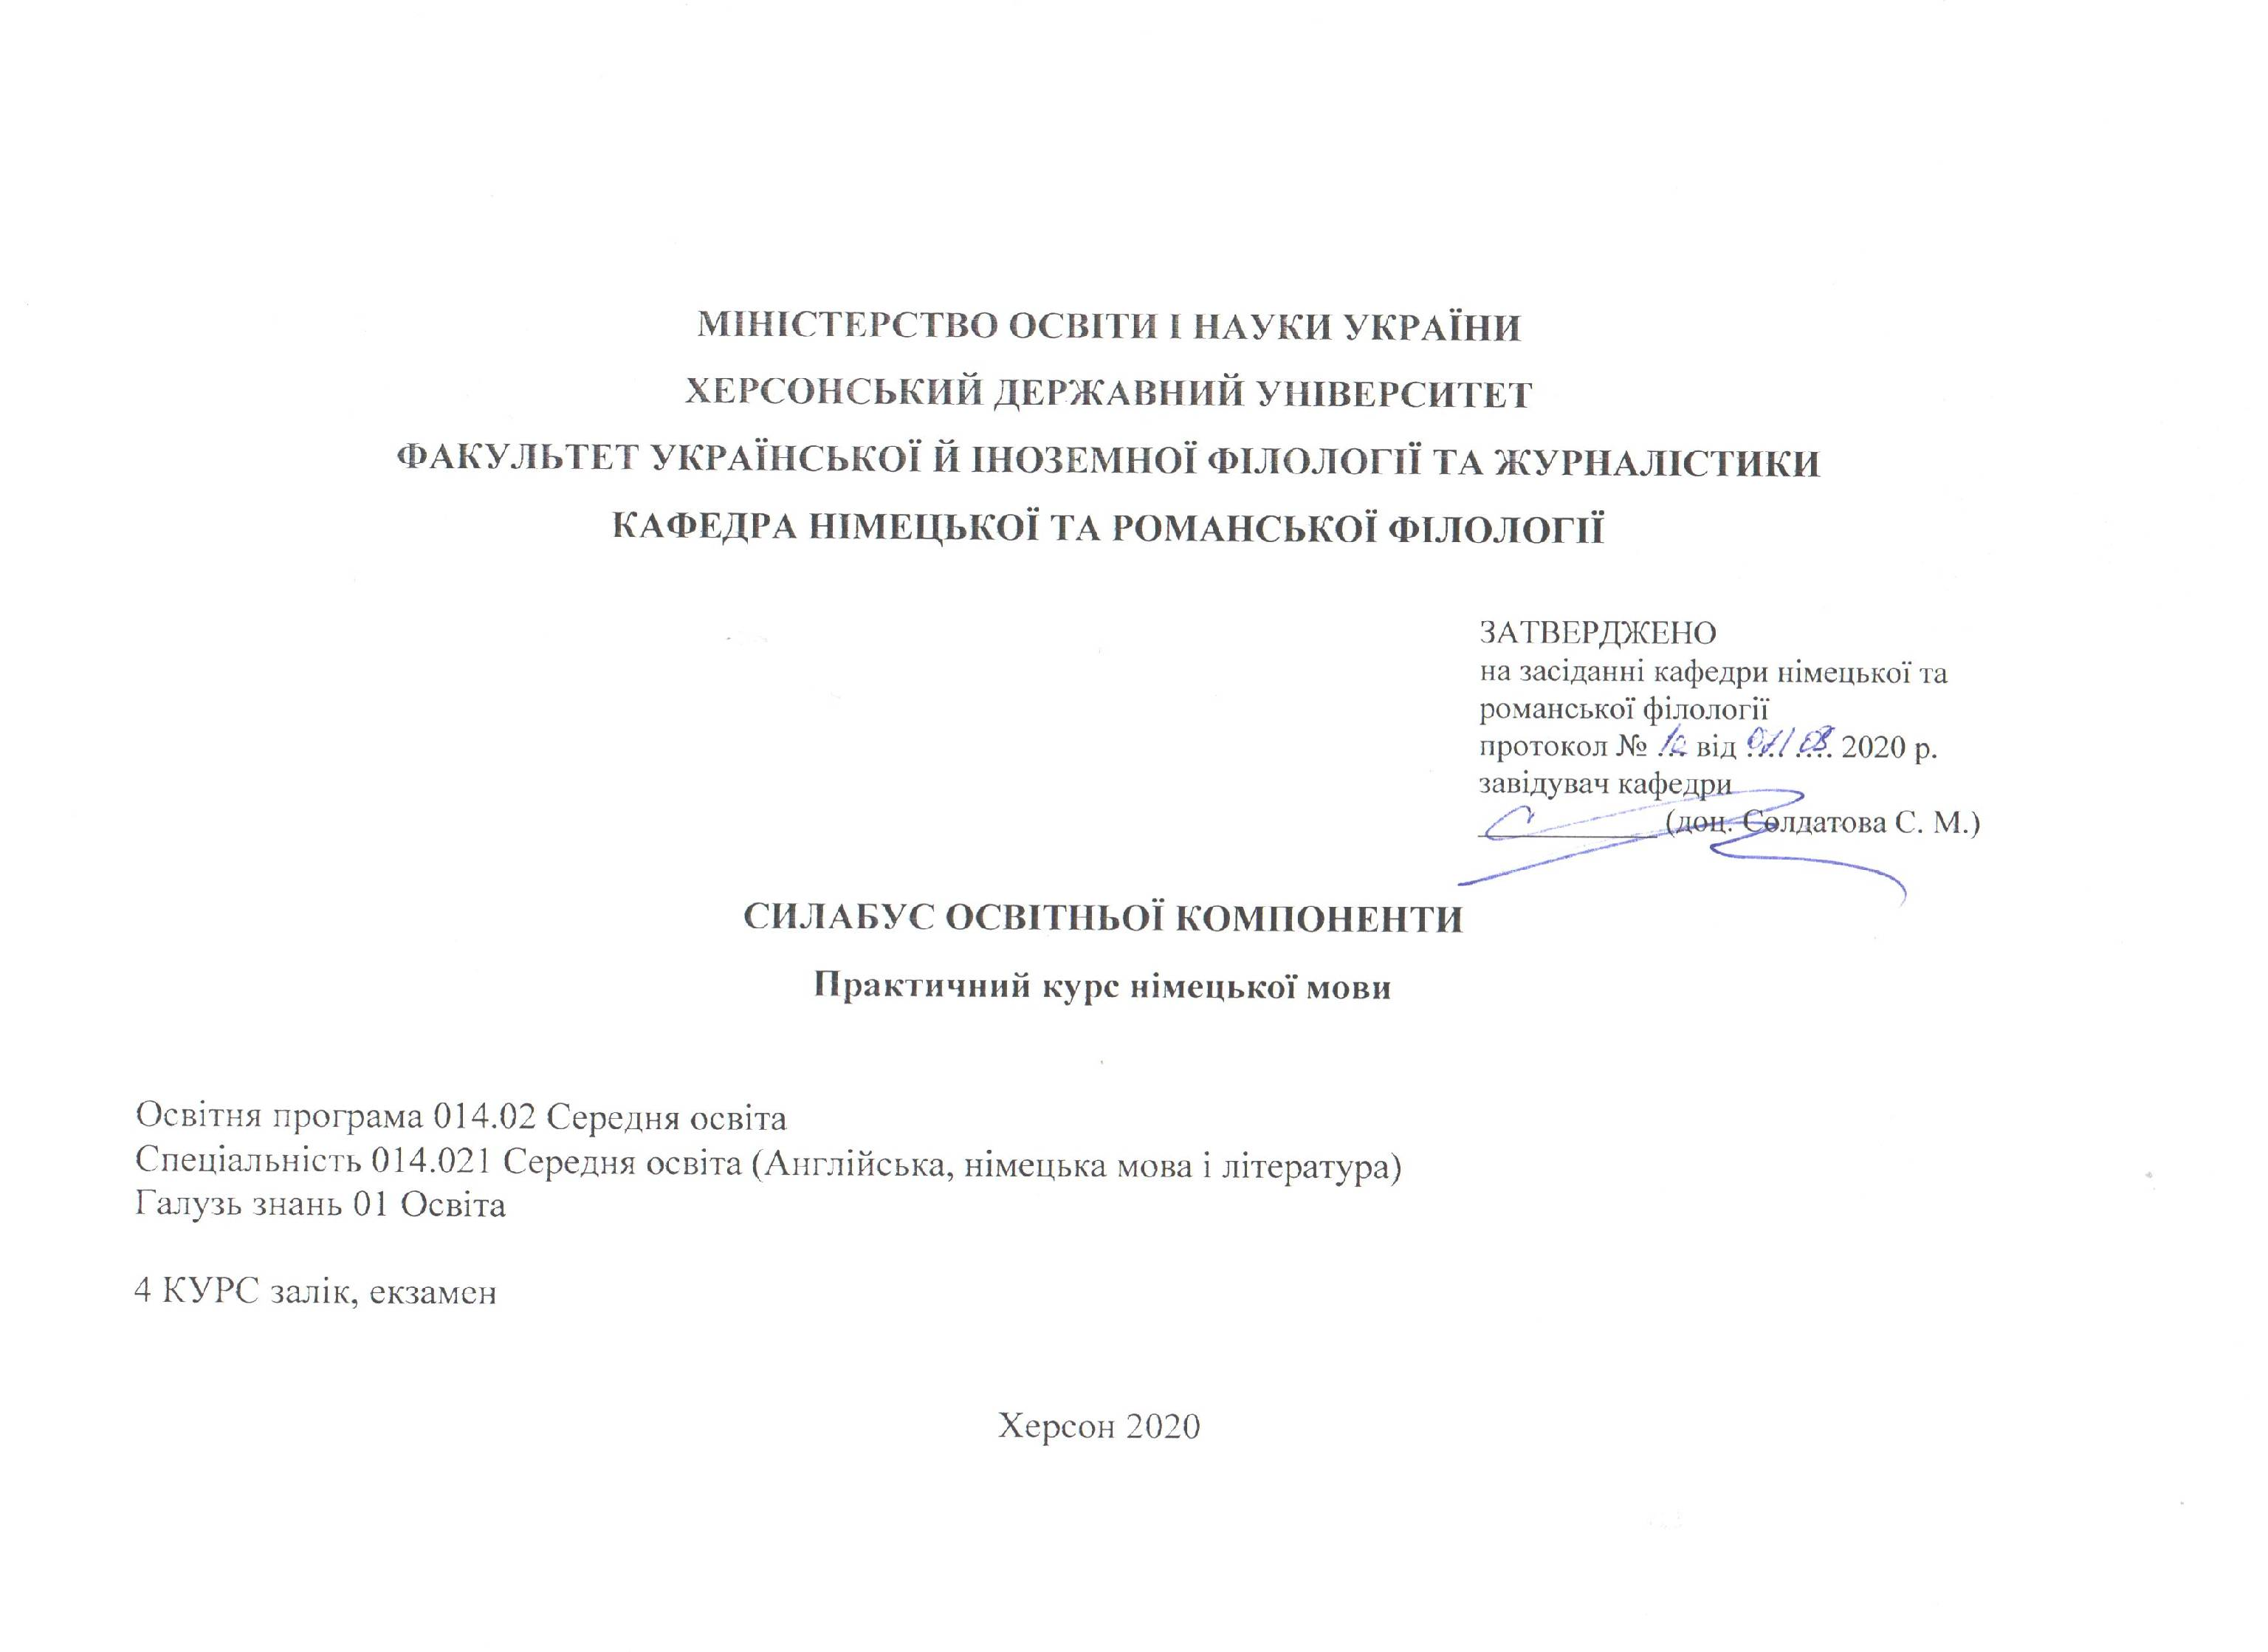 МІНІСТЕРСТВО ОСВІТИ І НАУКИ УКРАЇНИ
ХЕРСОНСЬКИЙ ДЕРЖАВНИЙ УНІВЕРСИТЕТ
ФАКУЛЬТЕТ УКРАЇНСЬКОЇ Й ІНОЗЕМНОЇ ФІЛОЛОГІЇ ТА ЖУРНАЛІСТИКИ
КАФЕДРА НІМЕЦЬКОЇ ТА РОМАНСЬКОЇ ФІЛОЛОГІЇ
ЗАТВЕРДЖЕНО
на засіданні кафедри німецької та
романської філології
протокол № від 2020 р.
завідувач кафедри
(доц. Солдатова С. М.)
СИЛАБУС ОСВІТНЬОЇ КОМПОНЕНТИ
Практичний курс німецької мови
Освітня програма 014.02 Середня освіта
Спеціальність 014.021 Середня освіта (Англійська, німецька мова і література)
Галузь знань 01 Освіта
4 КУРС залік, екзамен
Херсон 2020